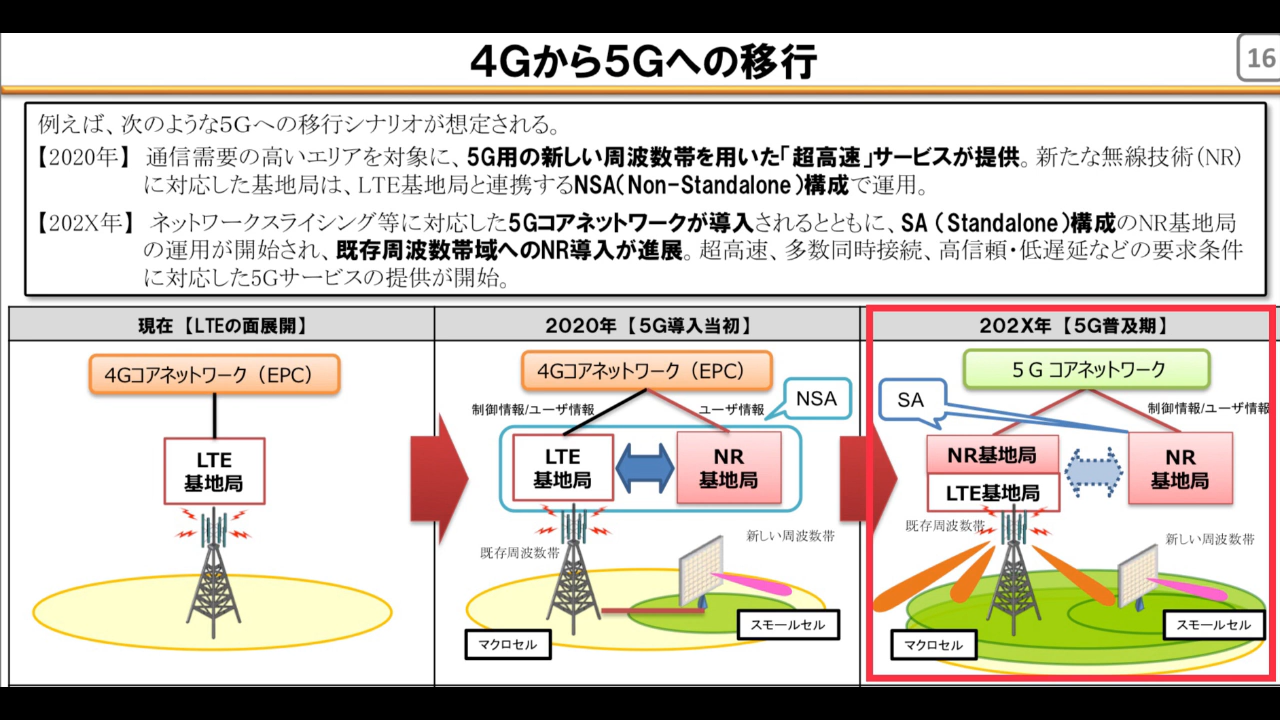 4Gから5Gへの移行
16
例えば、次のような5Gへの移行シナリオが想定される。
【2020年】 通信需要の高いエリアを対象に、5G用の新しい周波数帯を用いた「超高速」サービスが提供。新たな無線技術(NR)
に対応した基地局は、LTE基地局と連携するNSA(Non-Standalone)構成で運用。
【202X年】 ネットワークスライシング等に対応した5Gコアネットワークが導入されるとともに、SA (Standalone)構成のNR基地局
の運用が開始され、既存周波数帯域へのNR導入が進展。超高速、多数同時接続、高信頼・低遅延などの要求条件
に対応した5Gサービスの提供が開始。
現在【LTEの面展開】
4Gコアネットワーク（EPC）
LTE
基地局
2020年【5G導入当初】
4Gコアネットワーク（EPC）
制御情報/ユーザ情報
ユーザ情報
NSA
LTE
基地局
NR
基地局
既存周波数帯
新しい周波数帯
マクロセル
スモールセル
202X年【5G普及期】
5G コアネットワーク
SA
制御情報/ユーザ情報
NR基地局
LTE基地局
NR
基地局
既存周波数帯
新しい周波数帯
マクロセル
スモールセル